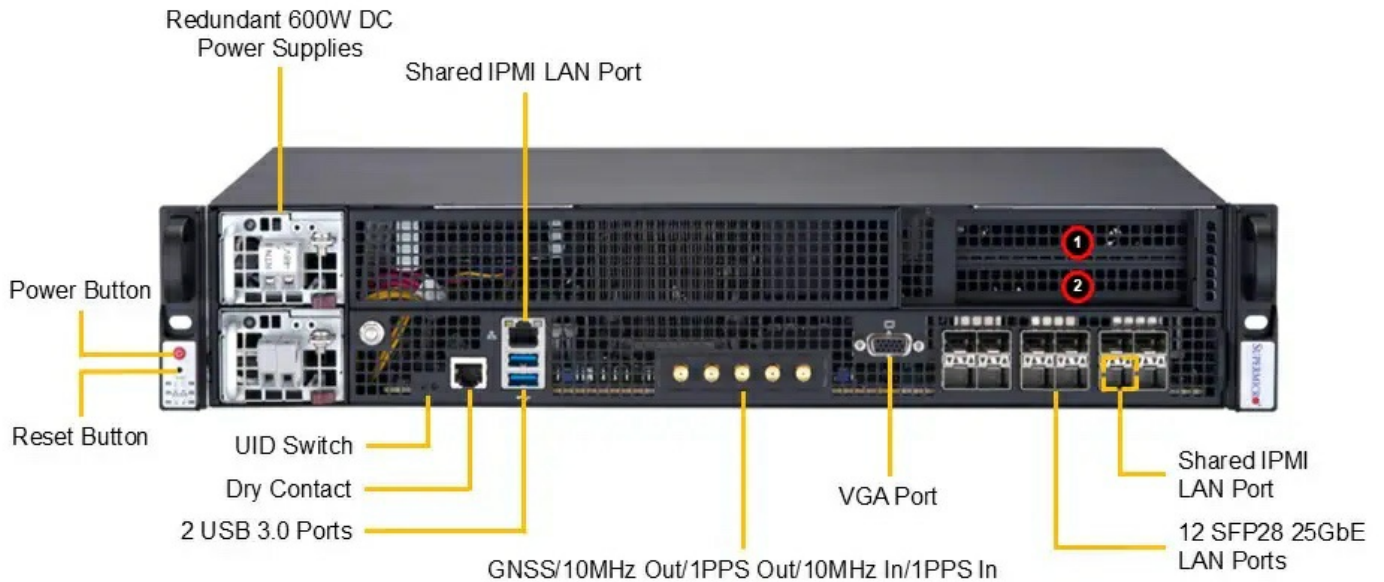 Redundant 600W DC
Power Supplies
Shared IPMI LAN Port
1
2
Power Button
Reset Button
SUPERMICRO
UID Switch
Dry Contact
2 USB 3.0 Ports
GNSS/10MHz Out/1PPS Out/10MHz In/1PPS In
VGA Port
Shared IPMI
LAN Port
12 SFP28 25GbE
LAN Ports